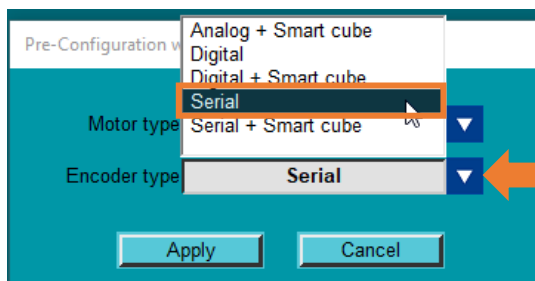 Pre-Configuration w
Analog + Smart cube
Digital
Digital + Smart cube
Serial
Motor type
Serial + Smart cube
Encoder type
Serial
Apply
Cancel